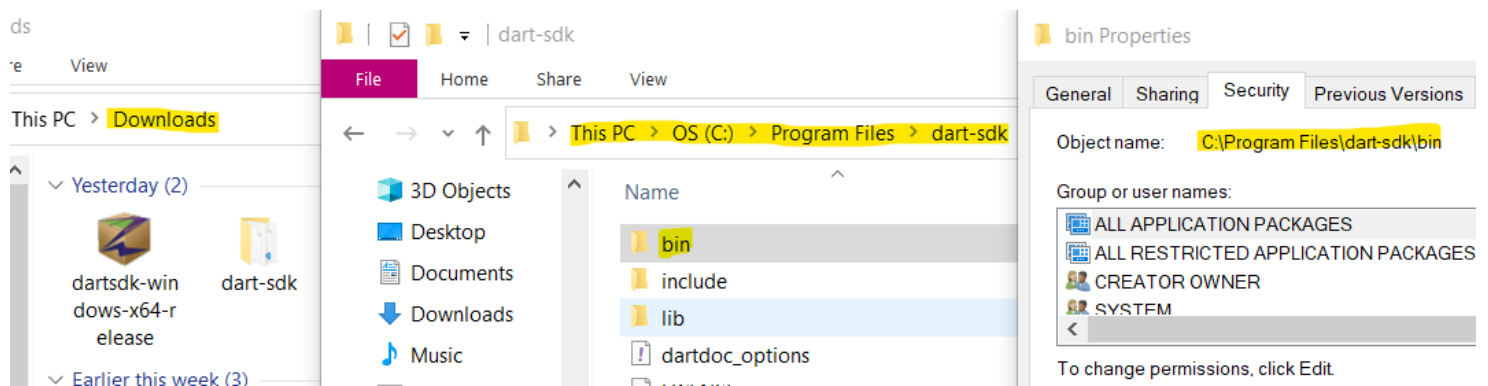 ds
re
View
This PC > Downloads
Yesterday (2)
dartsdk-win
dows-x64-r
elease
dart-sdk
Earlier this week (3)
dart-sdk
File Home Share View
This PC > OS (C:) > Program Files > dart-sdk
3D Objects
Desktop
Documents
Downloads
Music
Name
bin
include
lib
dartdoc_options
bin Properties
General Sharing Security Previous Versions
Object name: C:\Program Files\dart-sdk\bin
Group or user names:
ALL APPLICATION PACKAGES
ALL RESTRICTED APPLICATION PACKAGES
CREATOR OWNER
SYSTEM
To change permissions, click Edit.